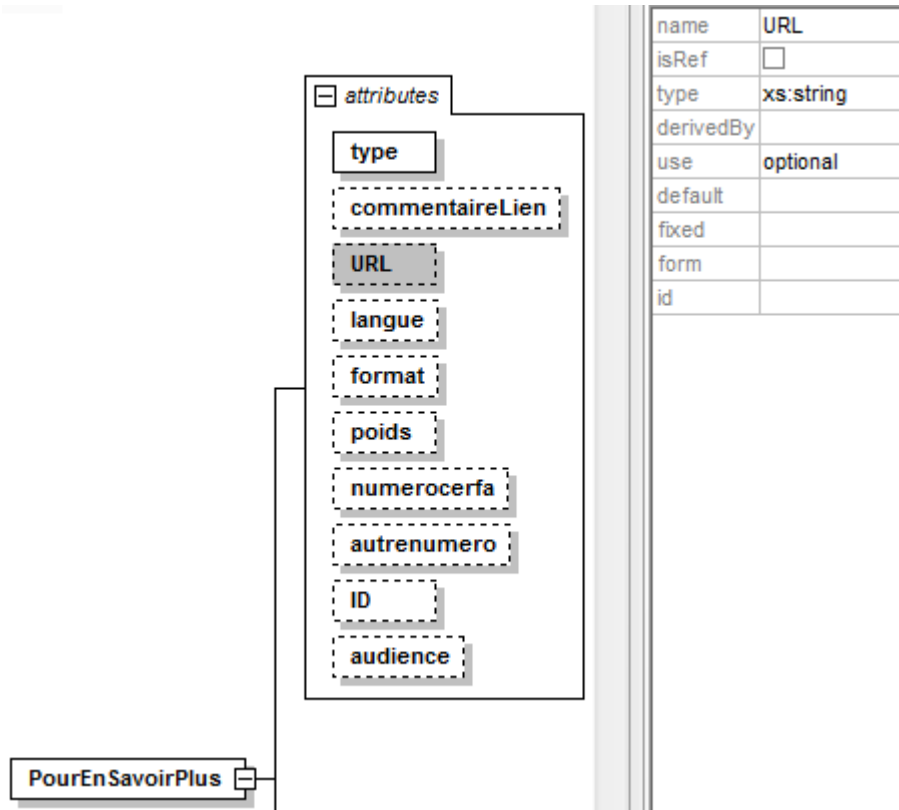 attributes
type
commentaireLien
URL
langue
format
poids
numerocerfa
autrenumero
ID
audience
PourEnSavoirPlus
name URL
isRef
type xs:string
derivedBy
use optional
default
fixed
form
id